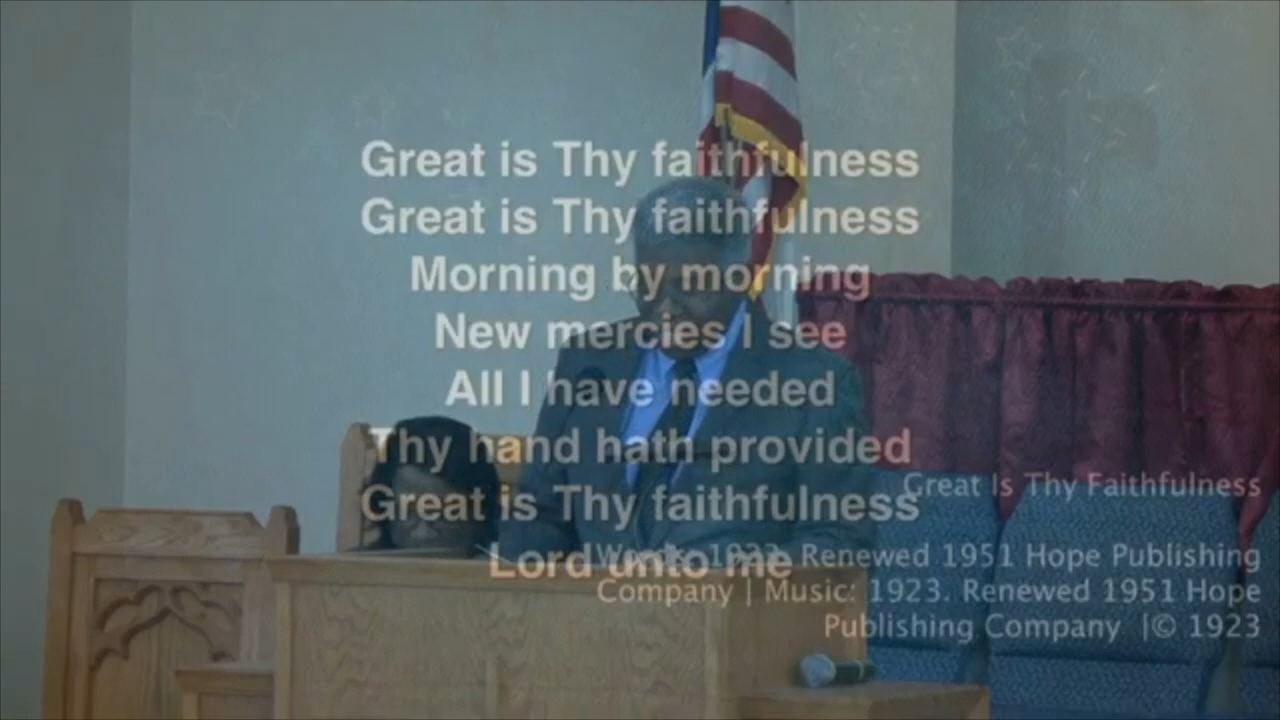 Great is Thy faithfulness
Great is Thy faithfulness
Morning by morning
New mercies I see
All I have needed
Thy hand hath provided
Great is Thy faithfulness
Lord unto me
Great Is Thy Faithfulness
Words: 1923. Renewed 1951 Hope Publishing
Company | Music: 1923. Renewed 1951 Hope
Publishing Company |© 1923